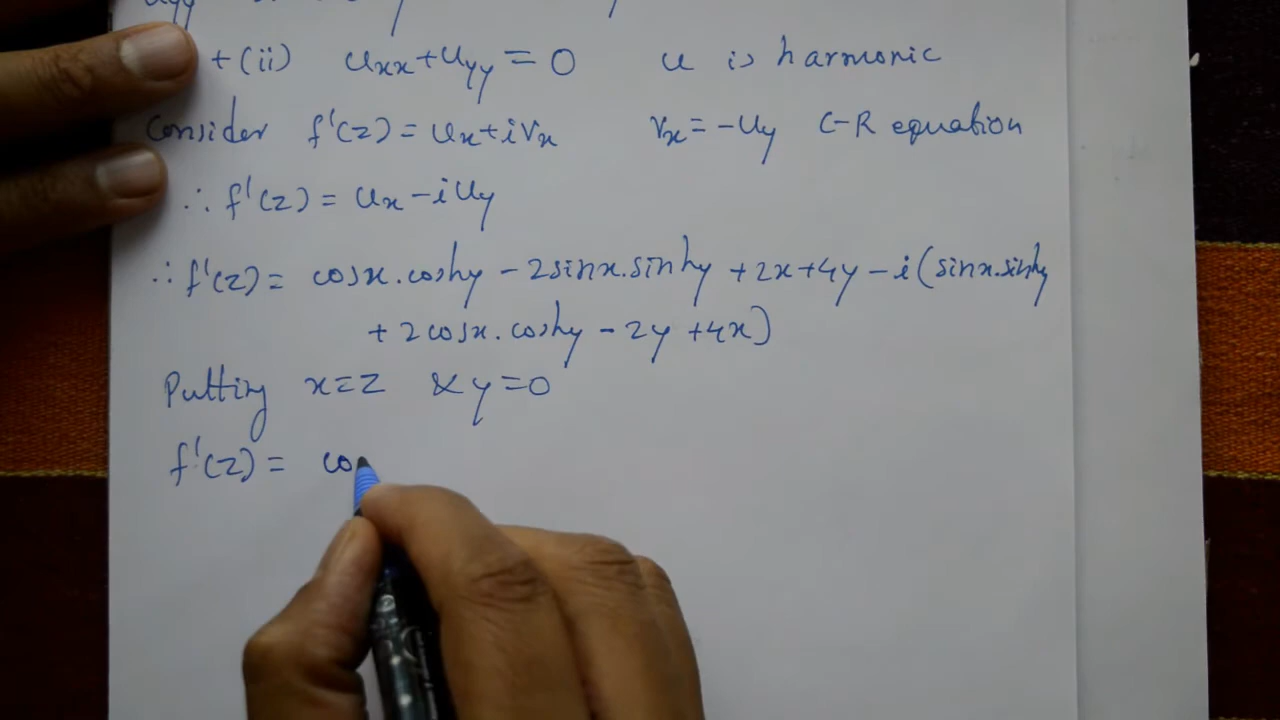 +(ii) uxx+uyy = 0 u is harmonic
Consider f'(z) = ux+ivx vx = -uy C-R equation
∴ f'(z) = ux - iuy
∴ f'(z) = cosx.coshy - 2sinx.sinhy + 2x+4y - i(sinx.sinhy
+ 2cosx.coshy - 2y +4x)
Putting x=z & y=0
f'(z) = co